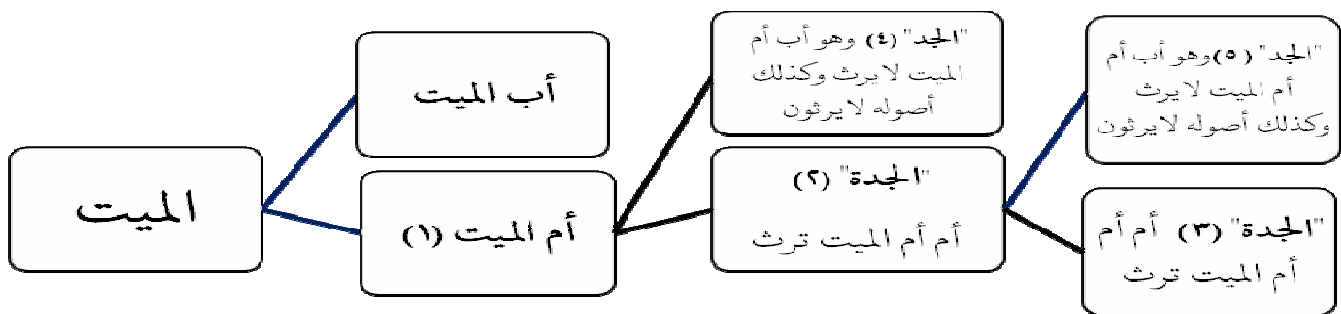 الميت
أب الميت
أم الميت (١)
"الجد" (٤) وهو أب أم
الميت لايرث وكذلك
أصوله لايرثون
"الجدة" (٢)
أم أم الميت ترث
"الجد" (٥) وهو أب أم
أم الميت لايرث
وكذلك أصوله لايرثون
"الجدة" (٣) أم أم
أم الميت ترث